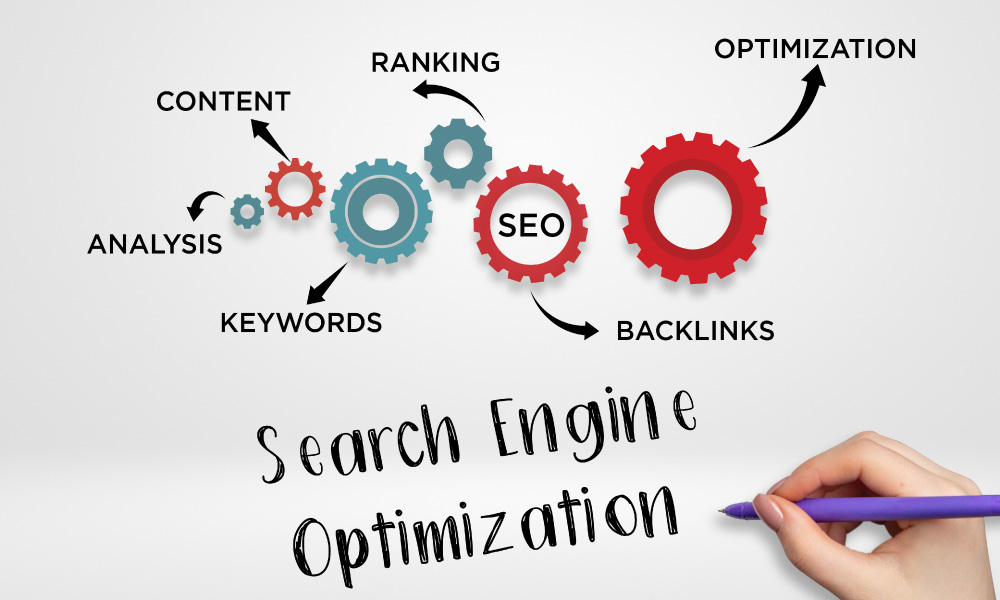 OPTIMIZATION
RANKING
CONTENT
SEO
ANALYSIS
KEYWORDS
BACKLINKS
Search Engine
Optimization